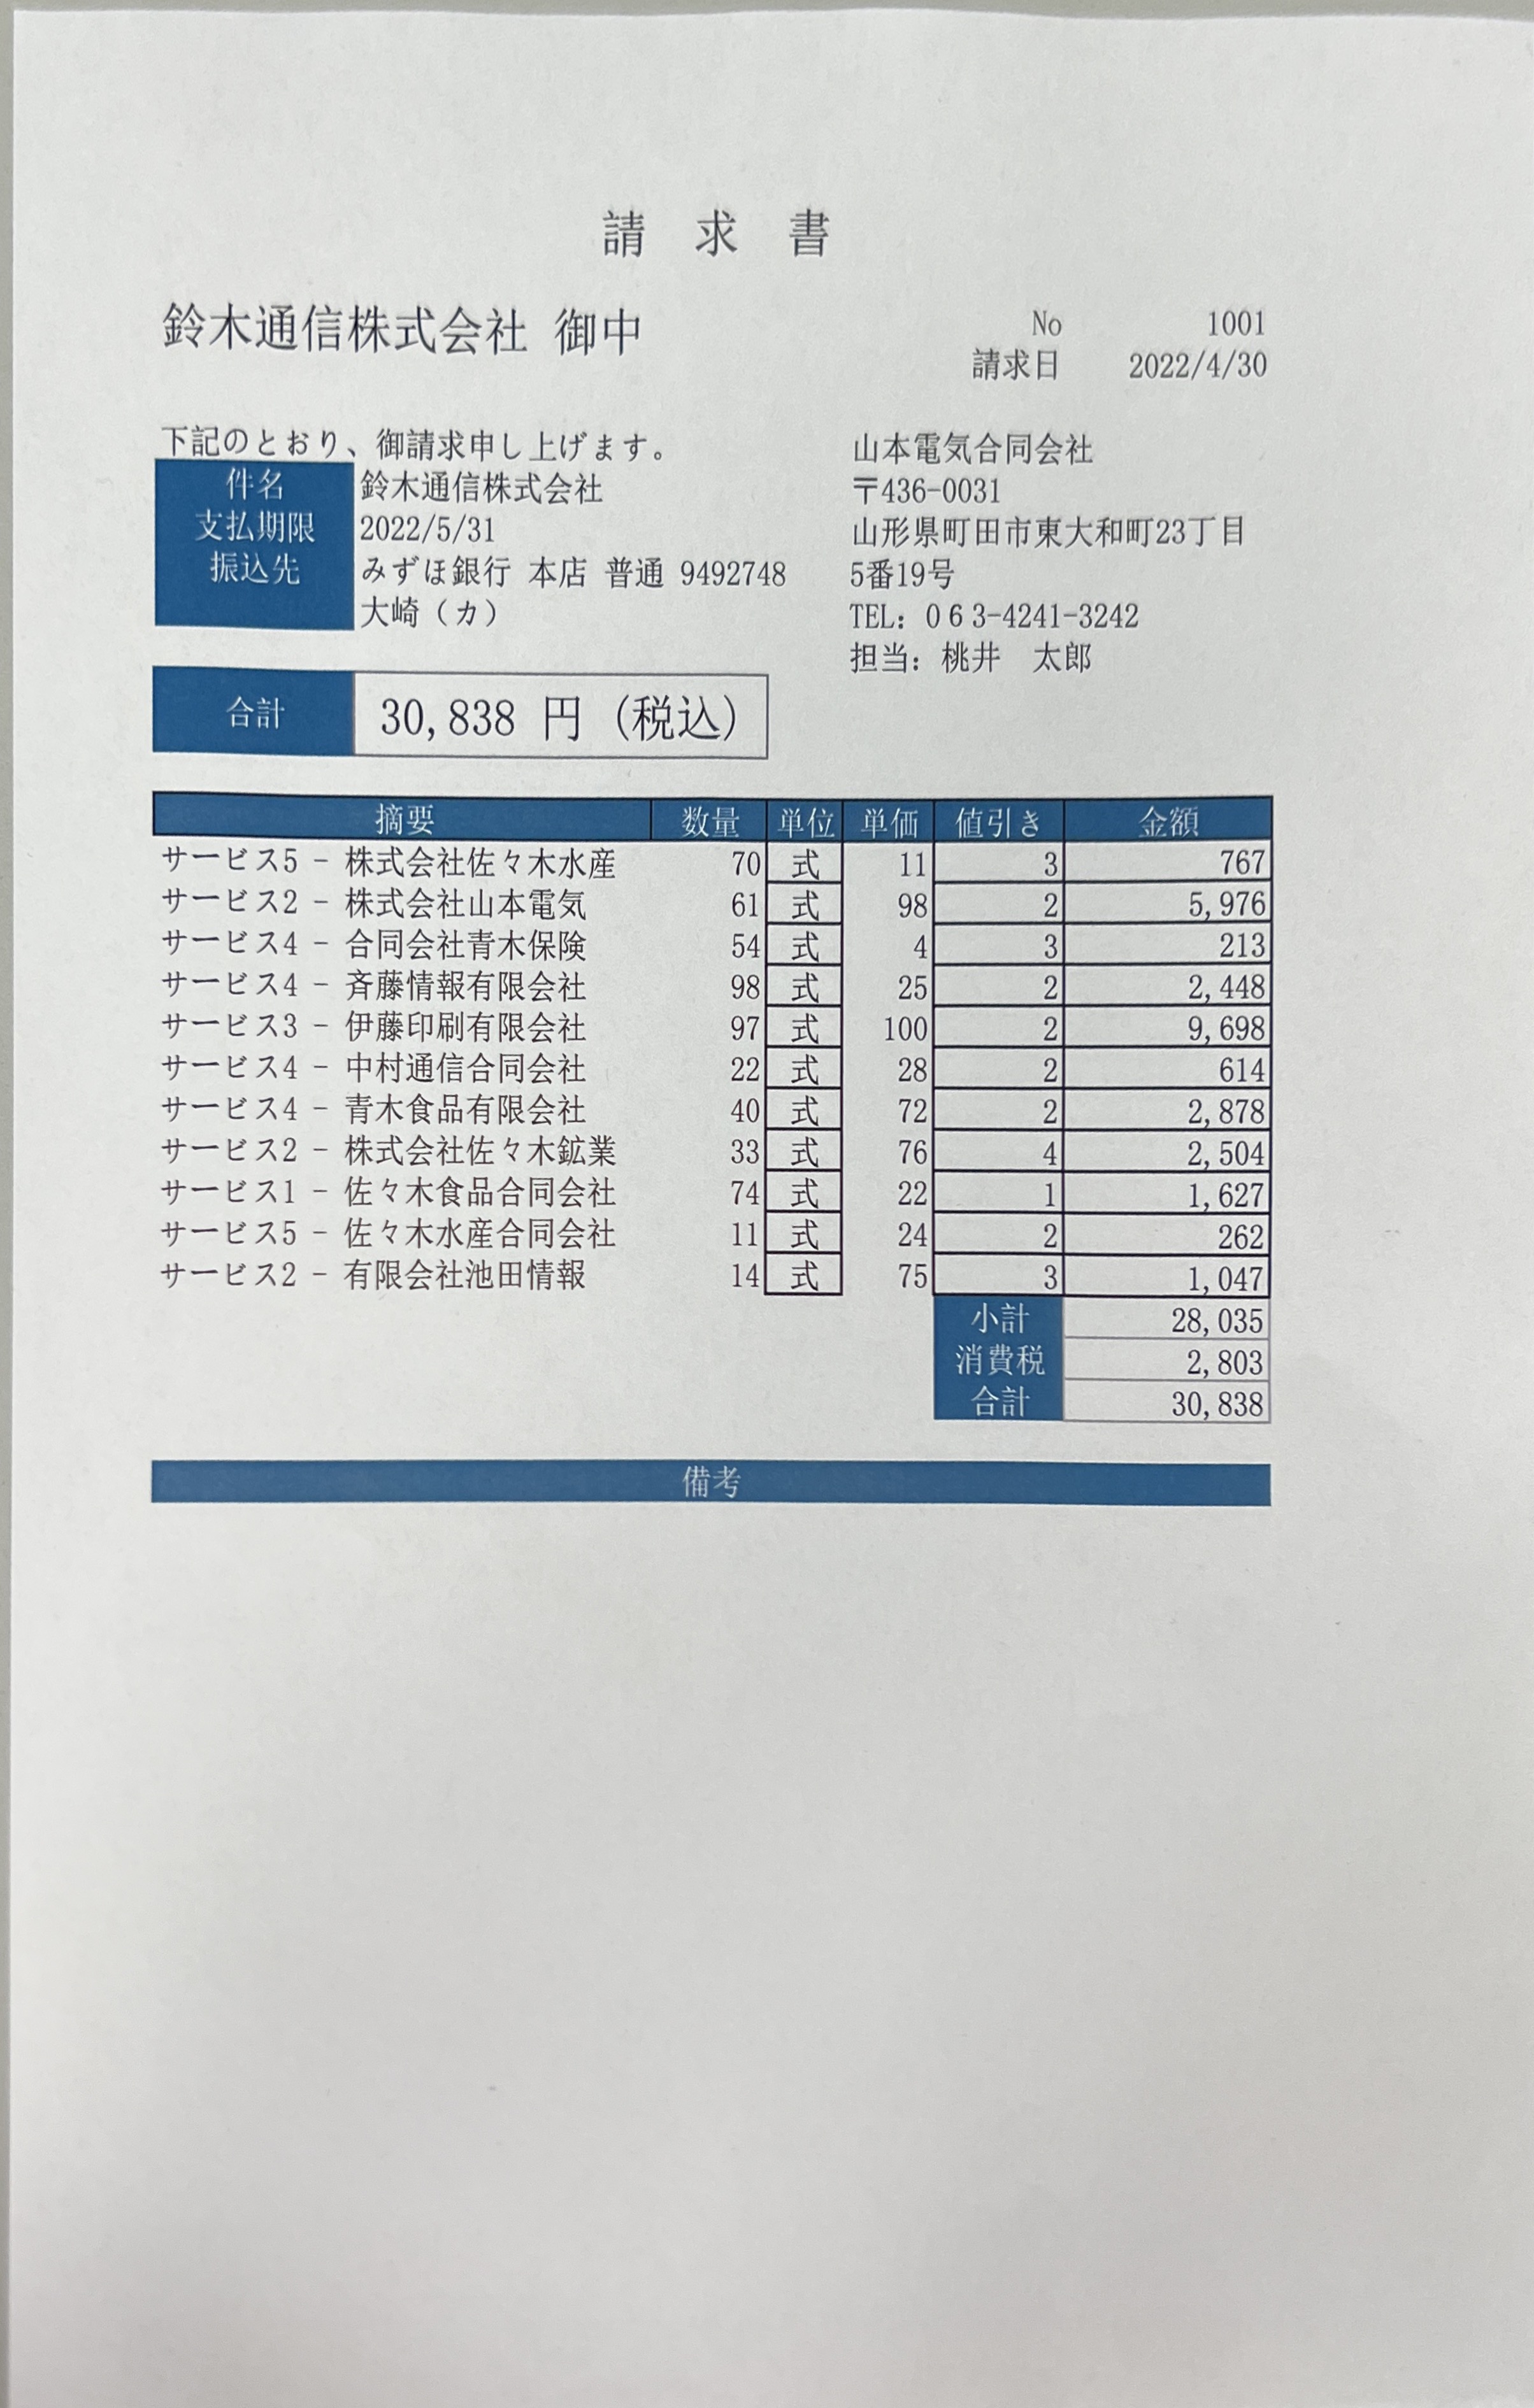 請 求 書
鈴木通信株式会社 御中
No 1001
請求日 2022/4/30
下記のとおり、御請求申し上げます。
件名 鈴木通信株式会社
支払期限 2022/5/31
振込先 みずほ銀行 本店 普通 9492748
大崎（カ）
山本電気合同会社
〒436-0031
山形県町田市東大和町23丁目
5番19号
TEL: ０６３-4241-3242
担当: 桃井　太郎
合計 30,838 円（税込）
摘要 数量 単位 単価 値引き 金額
サービス5 - 株式会社佐々木水産 70 式 11 3 767
サービス2 - 株式会社山本電気 61 式 98 2 5,976
サービス4 - 合同会社青木保険 54 式 4 3 213
サービス4 - 斉藤情報有限会社 98 式 25 2 2,448
サービス3 - 伊藤印刷有限会社 97 式 100 2 9,698
サービス4 - 中村通信合同会社 22 式 28 2 614
サービス4 - 青木食品有限会社 40 式 72 2 2,878
サービス2 - 株式会社佐々木鉱業 33 式 76 4 2,504
サービス1 - 佐々木食品合同会社 74 式 22 1 1,627
サービス5 - 佐々木水産合同会社 11 式 24 2 262
サービス2 - 有限会社池田情報 14 式 75 3 1,047
小計 28,035
消費税 2,803
合計 30,838
備考